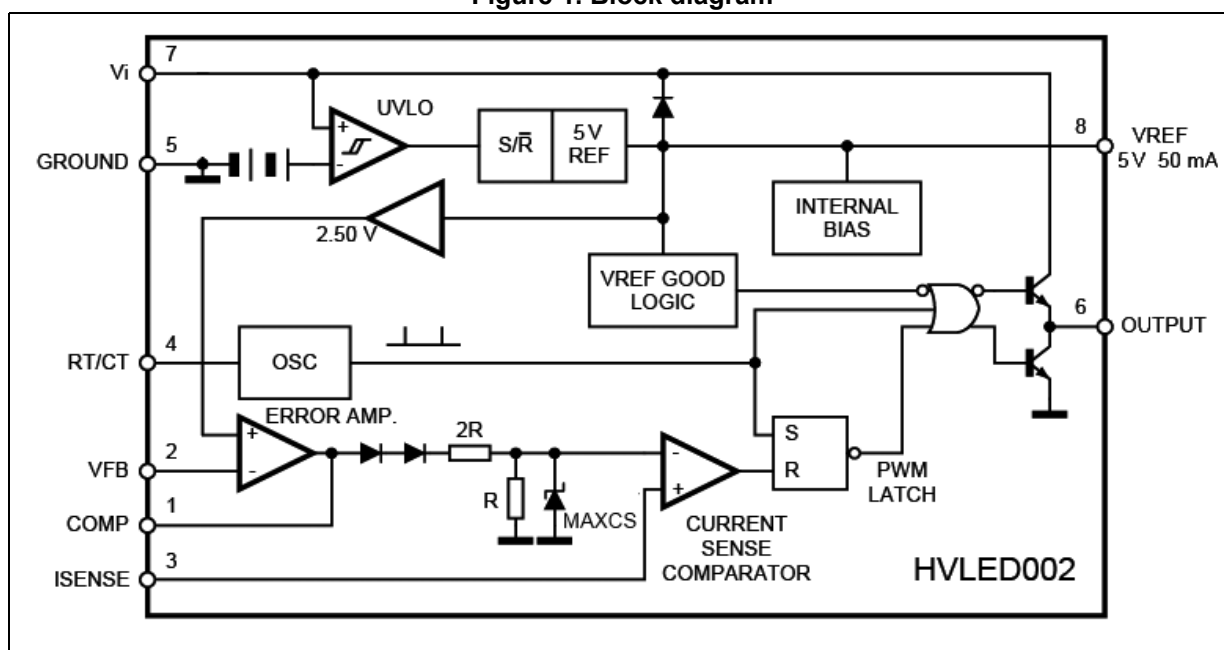 Figure 1. Block diagram
7
Vi
UVLO
+
-
5
GROUND
S/R̅
5 V
REF
8
VREF
5 V 50 mA
INTERNAL
BIAS
2.50 V
VREF GOOD
LOGIC
6
OUTPUT
4
RT/CT
OSC
ERROR AMP.
+
-
2R
2
VFB
R
MAXCS
-
+
S
R
PWM
LATCH
1
COMP
CURRENT
SENSE
COMPARATOR
3
ISENSE
HVLED002